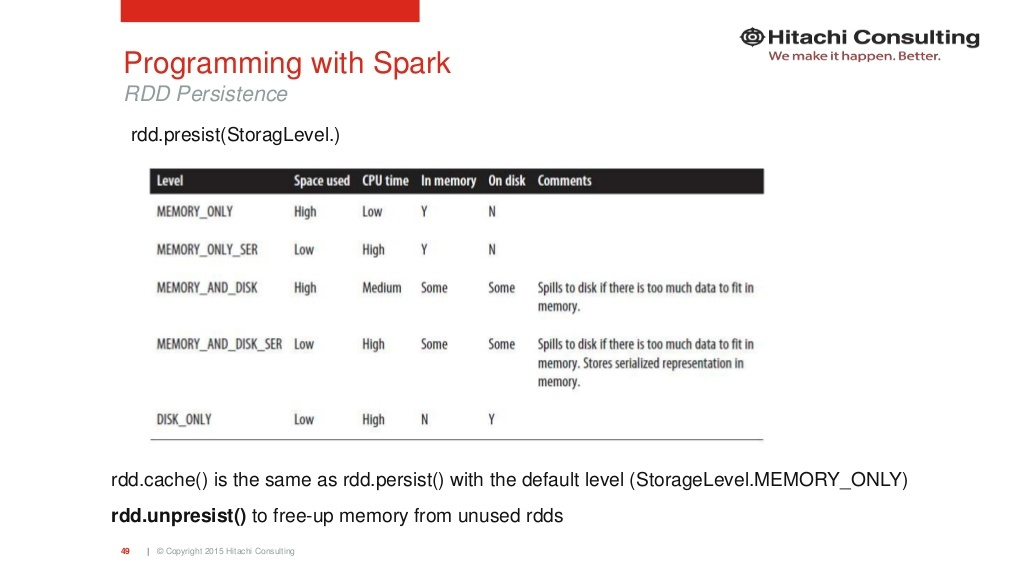 Hitachi Consulting
We make it happen. Better.
Programming with Spark
RDD Persistence
rdd.presist(StoragLevel.)
Level Space used CPU time In memory On disk Comments
MEMORY_ONLY High Low Y N
MEMORY_ONLY_SER Low High Y N
MEMORY_AND_DISK High Medium Some Some Spills to disk if there is too much data to fit in
memory.
MEMORY_AND_DISK_SER Low High Some Some Spills to disk if there is too much data to fit in
memory. Stores serialized representation in
memory.
DISK_ONLY Low High N Y
rdd.cache() is the same as rdd.persist() with the default level (StorageLevel.MEMORY_ONLY)
rdd.unpresist() to free-up memory from unused rdds
49 | © Copyright 2015 Hitachi Consulting